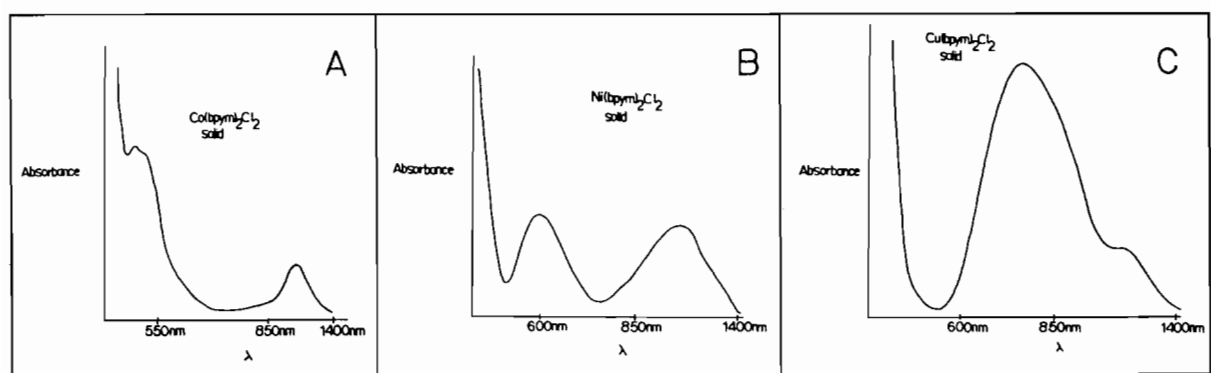 A
Co(bpym)2Cl2
solid
Absorbance
550nm
850nm
1400nm
λ
B
Ni(bpym)2Cl2
solid
Absorbance
600nm
850nm
1400nm
λ
Cu(bpym)2Cl2
solid
C
Absorbance
600nm
850nm
1400nm
λ